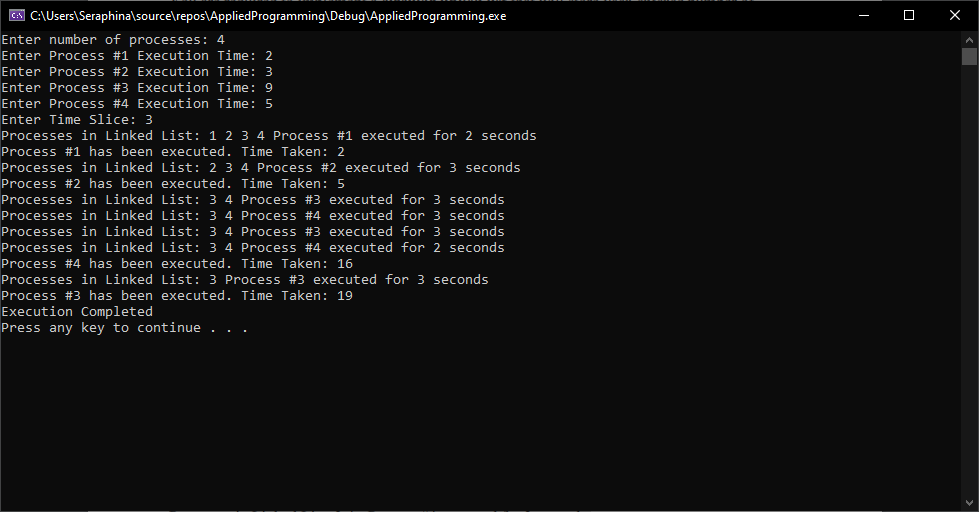 C:\Users\Seraphina\source\repos\AppliedProgramming\Debug\AppliedProgramming.exe
Enter number of processes: 4
Enter Process #1 Execution Time: 2
Enter Process #2 Execution Time: 3
Enter Process #3 Execution Time: 9
Enter Process #4 Execution Time: 5
Enter Time Slice: 3
Processes in Linked List: 1 2 3 4 Process #1 executed for 2 seconds
Process #1 has been executed. Time Taken: 2
Processes in Linked List: 2 3 4 Process #2 executed for 3 seconds
Process #2 has been executed. Time Taken: 5
Processes in Linked List: 3 4 Process #3 executed for 3 seconds
Processes in Linked List: 3 4 Process #4 executed for 3 seconds
Processes in Linked List: 3 4 Process #3 executed for 3 seconds
Processes in Linked List: 3 4 Process #4 executed for 2 seconds
Process #4 has been executed. Time Taken: 16
Processes in Linked List: 3 Process #3 executed for 3 seconds
Process #3 has been executed. Time Taken: 19
Execution Completed
Press any key to continue . . .